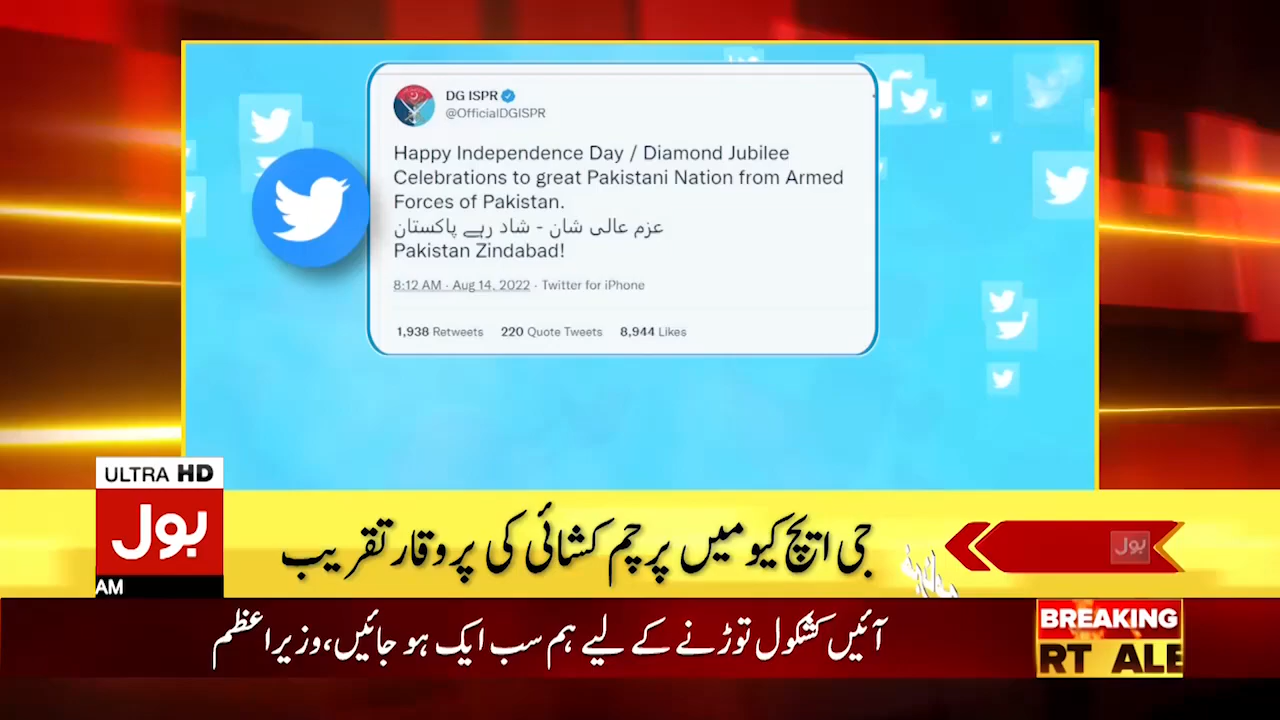 DG ISPR
@OfficialDGISPR
Happy Independence Day / Diamond Jubilee
Celebrations to great Pakistani Nation from Armed
Forces of Pakistan.
عزم عالی شان - شاد رہے پاکستان
Pakistan Zindabad!
8:12 AM · Aug 14, 2022 · Twitter for iPhone
1,938 Retweets 220 Quote Tweets 8,944 Likes
ULTRA HD
بول
AM
جی ایچ کیو میں پرچم کشائی کی پروقار تقریب
بول
آئیں کشکول توڑنے کے لیے ہم سب ایک ہو جائیں، وزیراعظم
BREAKING
RT ALE